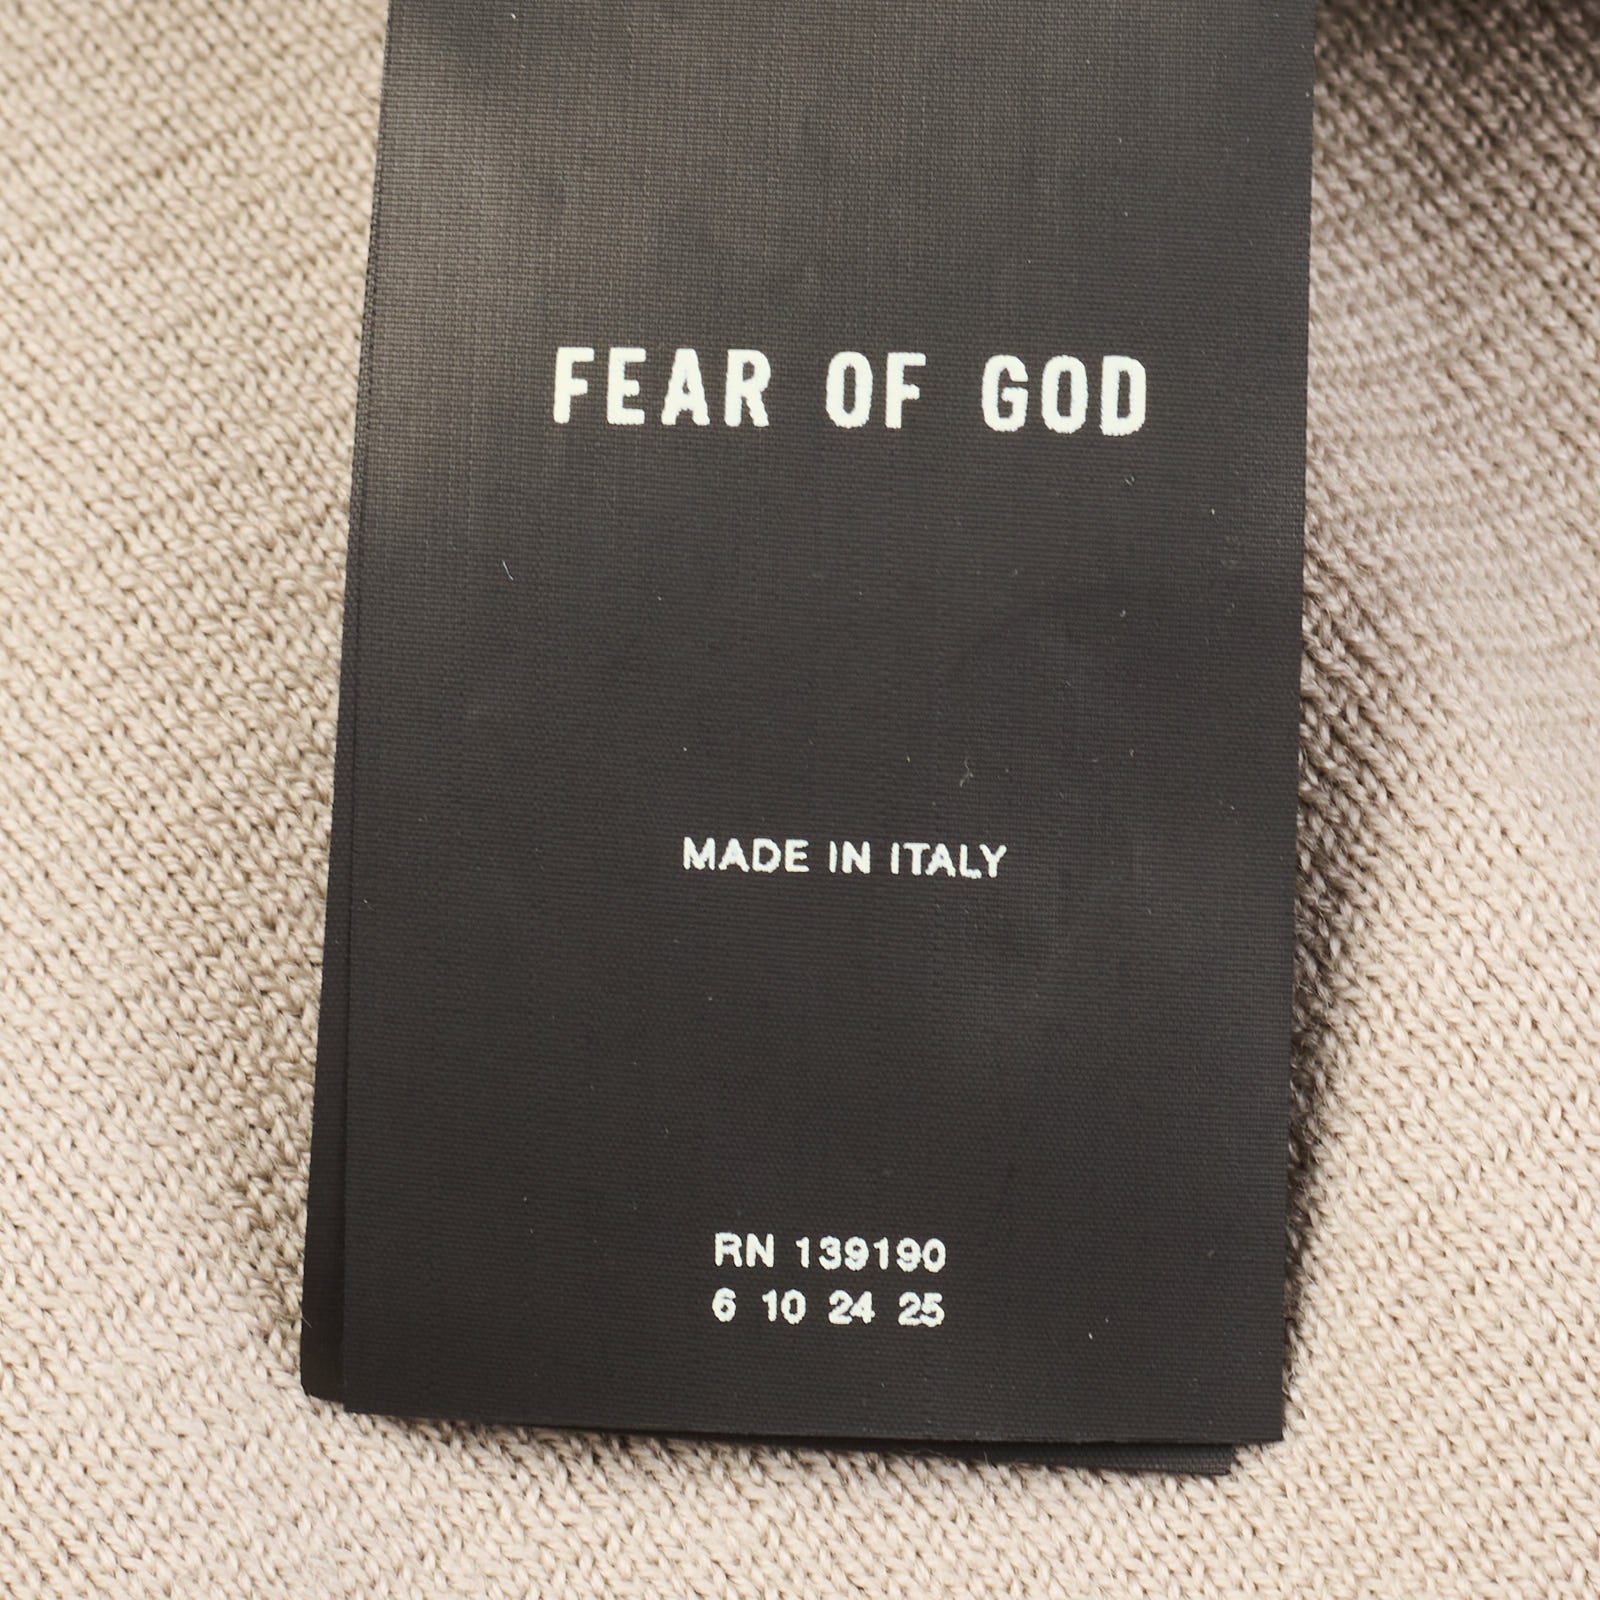 FEAR OF GOD
MADE IN ITALY
RN 139190
6 10 24 25